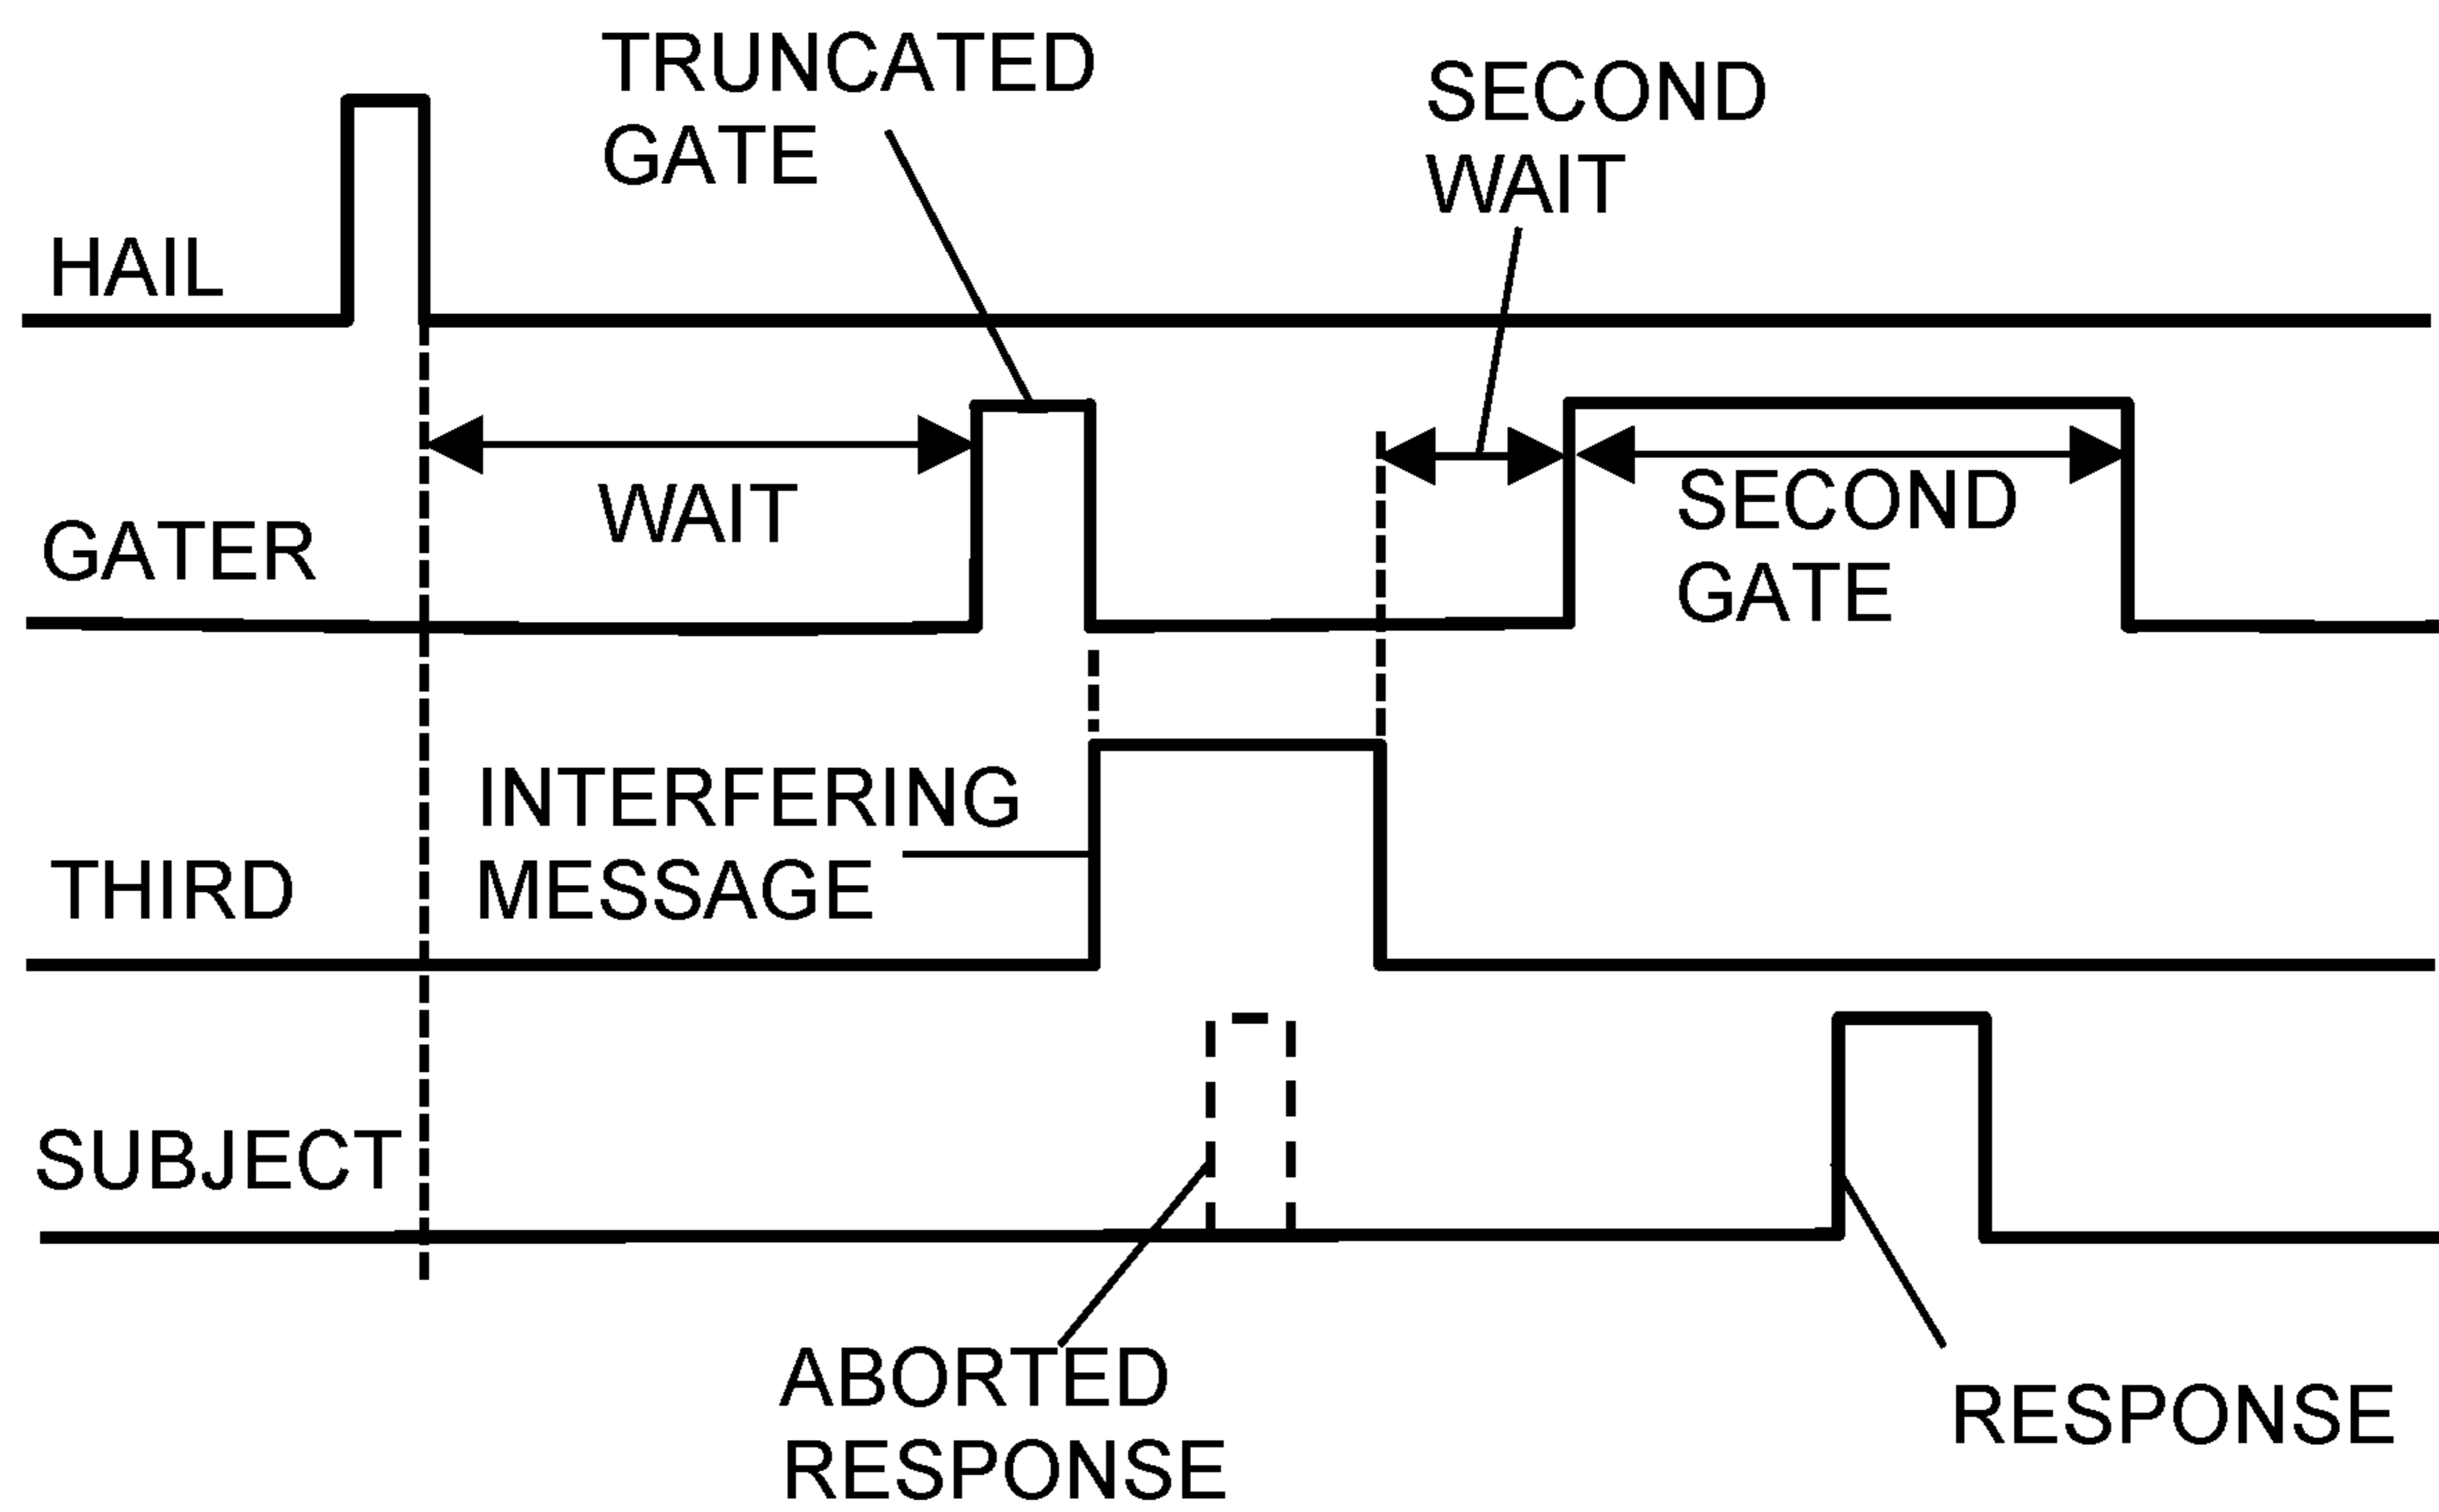 TRUNCATED
GATE
SECOND
WAIT
HAIL
WAIT
SECOND
GATE
GATER
INTERFERING
MESSAGE
THIRD
SUBJECT
ABORTED
RESPONSE
RESPONSE